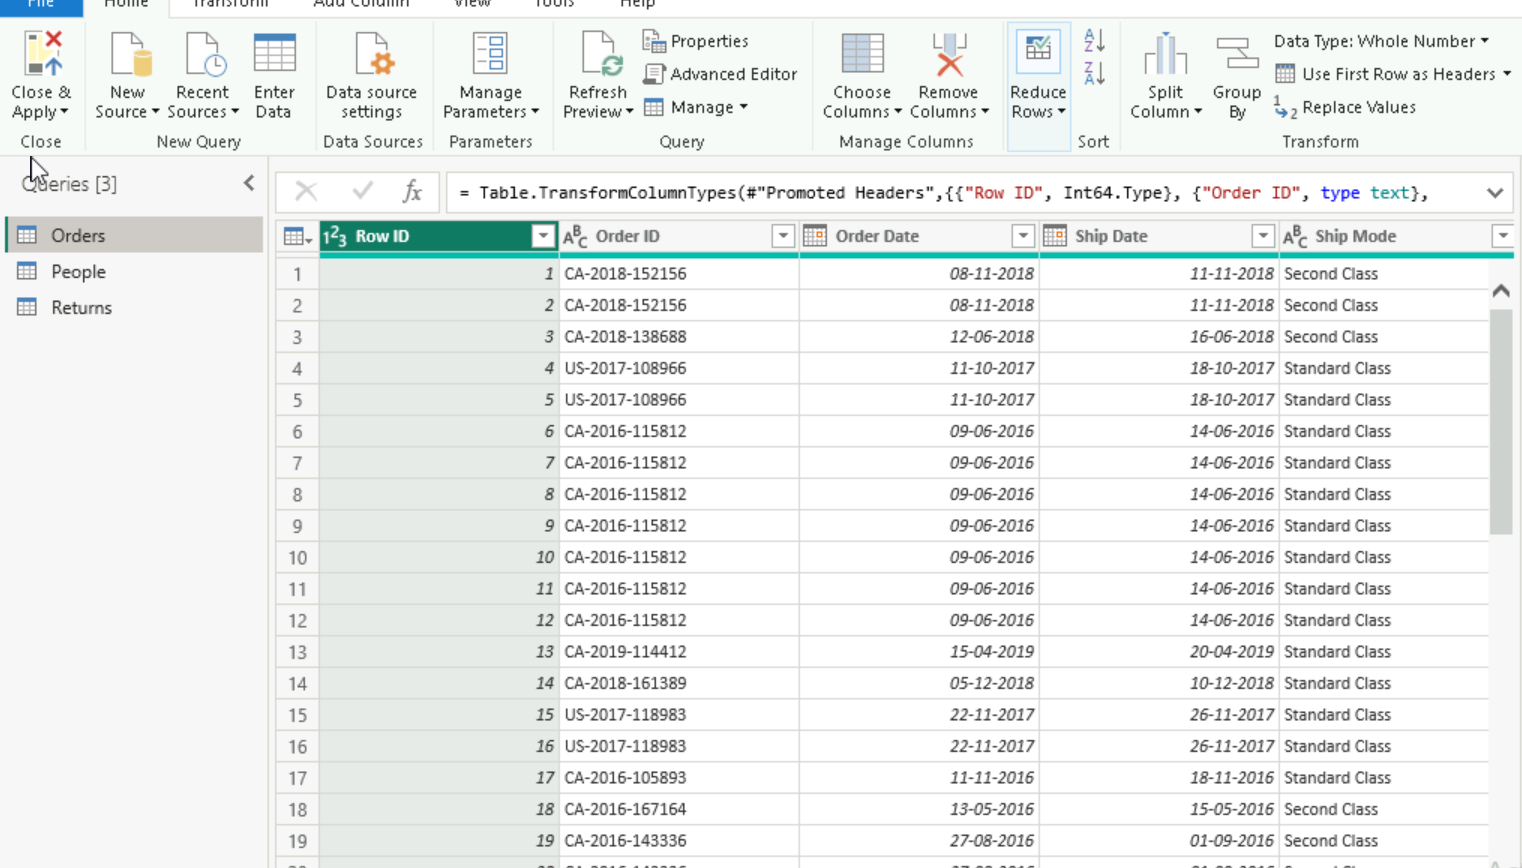 File Home Transform Add Column View Tools Help
Close & Apply New Source Recent Sources Enter Data Data source settings Manage Parameters Refresh Preview Properties Advanced Editor Manage Choose Columns Remove Columns Reduce Rows Split Column Group By Data Type: Whole Number Use First Row as Headers Replace Values
Close New Query Data Sources Parameters Query Manage Columns Sort Transform
Queries [3]
= Table.TransformColumnTypes(#"Promoted Headers",{{"Row ID", Int64.Type}, {"Order ID", type text},
Orders
People
Returns
Row ID Order ID Order Date Ship Date Ship Mode
1 1 CA-2018-152156 08-11-2018 11-11-2018 Second Class
2 2 CA-2018-152156 08-11-2018 11-11-2018 Second Class
3 3 CA-2018-138688 12-06-2018 16-06-2018 Second Class
4 4 US-2017-108966 11-10-2017 18-10-2017 Standard Class
5 5 US-2017-108966 11-10-2017 18-10-2017 Standard Class
6 6 CA-2016-115812 09-06-2016 14-06-2016 Standard Class
7 7 CA-2016-115812 09-06-2016 14-06-2016 Standard Class
8 8 CA-2016-115812 09-06-2016 14-06-2016 Standard Class
9 9 CA-2016-115812 09-06-2016 14-06-2016 Standard Class
10 10 CA-2016-115812 09-06-2016 14-06-2016 Standard Class
11 11 CA-2016-115812 09-06-2016 14-06-2016 Standard Class
12 12 CA-2016-115812 09-06-2016 14-06-2016 Standard Class
13 13 CA-2019-114412 15-04-2019 20-04-2019 Standard Class
14 14 CA-2018-161389 05-12-2018 10-12-2018 Standard Class
15 15 US-2017-118983 22-11-2017 26-11-2017 Standard Class
16 16 US-2017-118983 22-11-2017 26-11-2017 Standard Class
17 17 CA-2016-105893 11-11-2016 18-11-2016 Standard Class
18 18 CA-2016-167164 13-05-2016 15-05-2016 Second Class
19 19 CA-2016-143336 27-08-2016 01-09-2016 Second Class